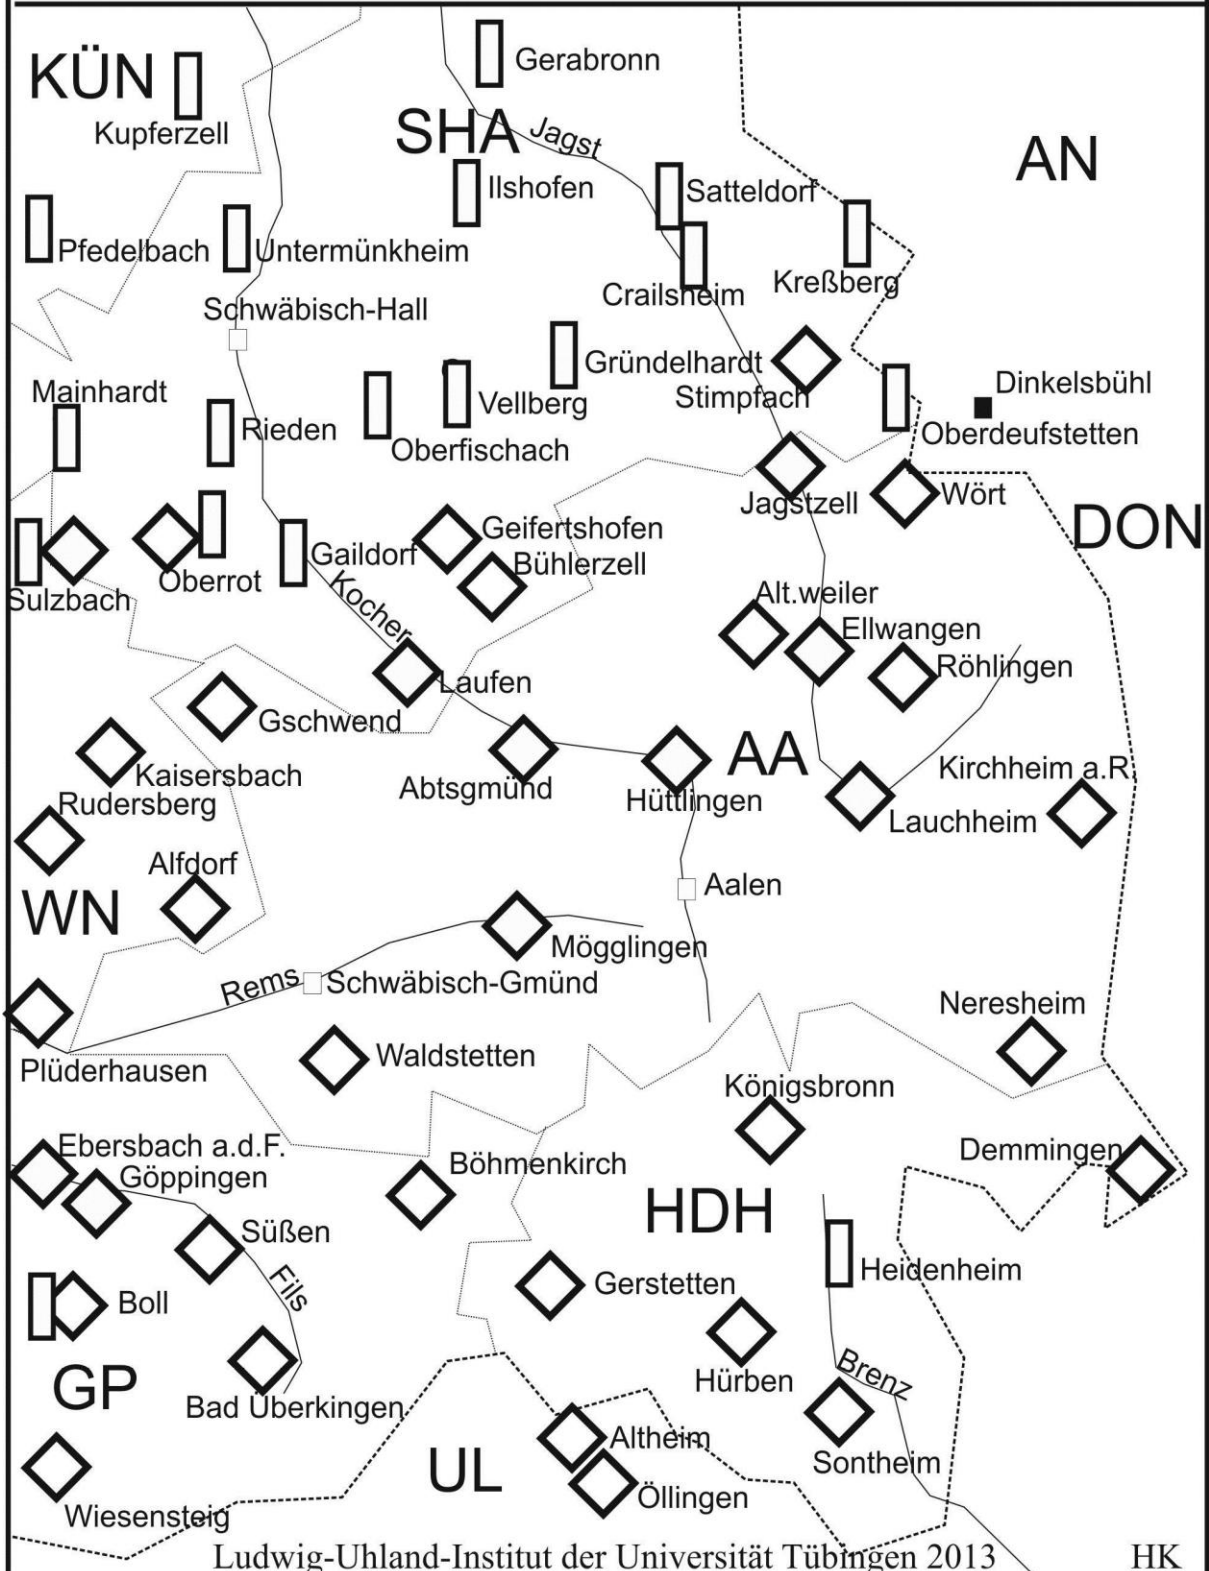 KÜN
Gerabronn
Kupferzell
SHA
Jagst
AN
Ilshofen
Satteldorf
Pfedelbach
Untermünkheim
Crailsheim
Kreßberg
Schwäbisch-Hall
Gründelhardt
Stimpfach
Mainhardt
Dinkelsbühl
Rieden
Vellberg
Oberfischach
Oberdeufstetten
Jagstzell
Wört
DON
Geifertshofen
Gaildorf
Bühlerzell
Oberrot
Sulzbach
Kocher
Alt.weiler
Ellwangen
Röhlingen
Laufen
Gschwend
AA
Kaisersbach
Abtsgmünd
Hüttlingen
Kirchheim a.R.
Rudersberg
Lauchheim
Alfdorf
Aalen
WN
Mögglingen
Rems
Schwäbisch-Gmünd
Neresheim
Plüderhausen
Waldstetten
Königsbronn
Ebersbach a.d.F.
Göppingen
Böhmenkirch
Demmingen
HDH
Süßen
Heidenheim
Fils
Gerstetten
Boll
GP
Hürben
Brenz
Bad Überkingen
Altheim
UL
Sontheim
Öllingen
Wiesensteig
Ludwig-Uhland-Institut der Universität Tübingen 2013 HK